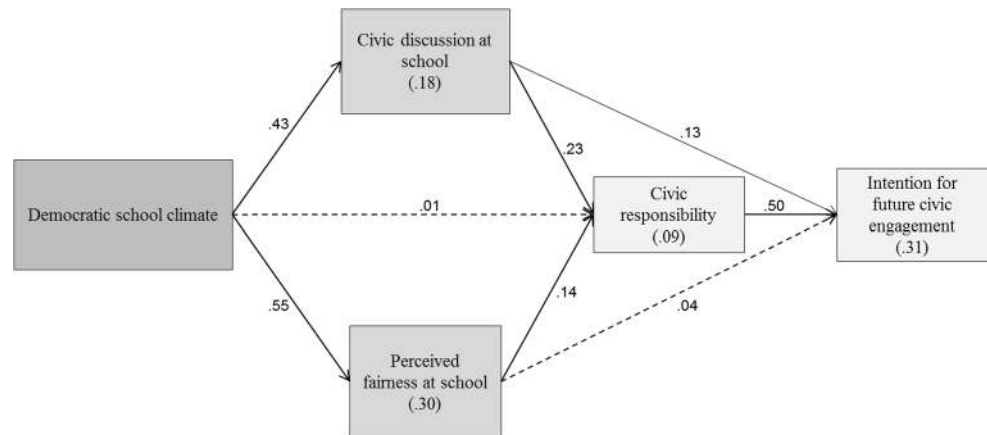 Civic discussion at
school
(.18)
.43
.13
.23
Democratic school climate
.01
Civic
responsibility
(.09)
.50
Intention for
future civic
engagement
(.31)
.55
.14
.04
Perceived
fairness at school
(.30)